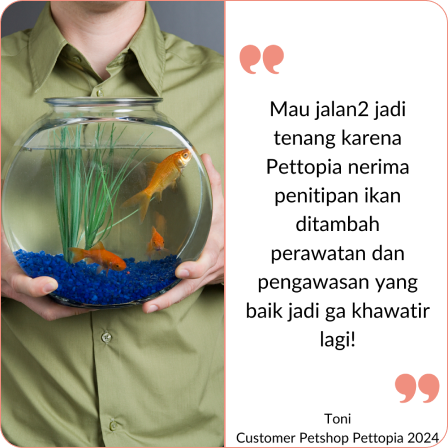 Mau jalan2 jadi
tenang karena
Pettopia nerima
penitipan ikan
ditambah
perawatan dan
pengawasan yang
baik jadi ga khawatir
lagi!
Toni
Customer Petshop Pettopia 2024